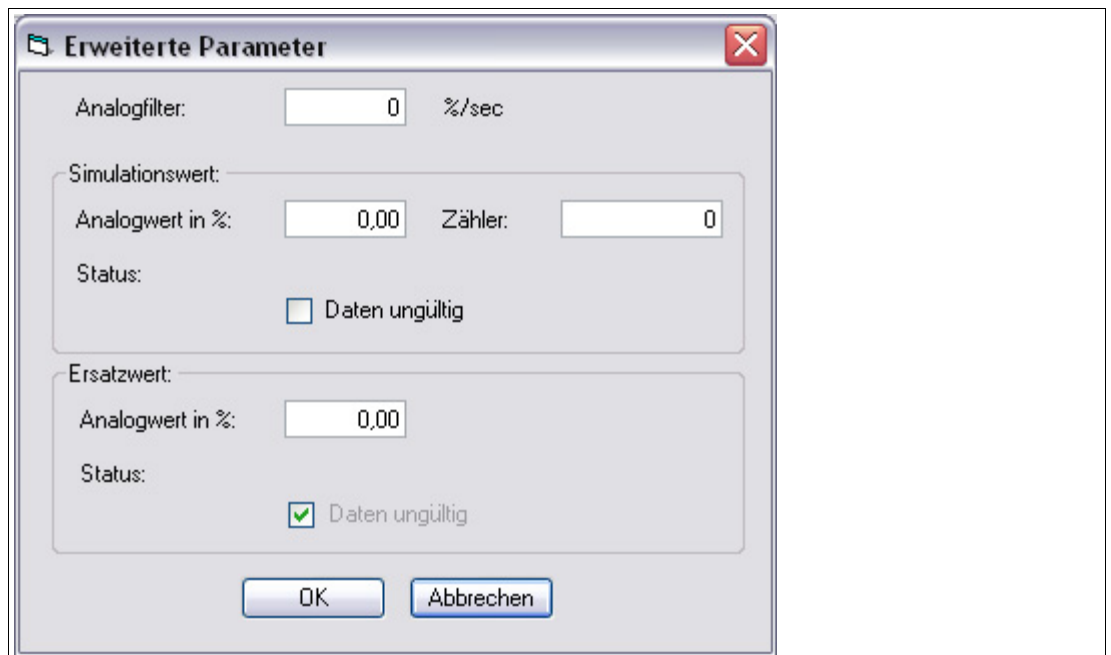 Erweiterte Parameter
Analogfilter: 0 %/sec
Simulationswert:
Analogwert in %: 0,00 Zähler: 0
Status:
Daten ungültig
Ersatzwert:
Analogwert in %: 0,00
Status:
Daten ungültig
OK Abbrechen